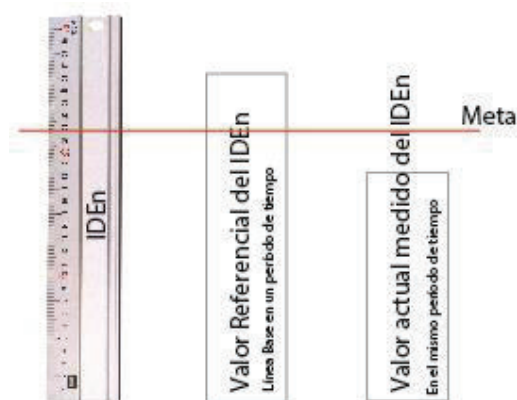 IDEn
Valor Referencial del IDEn
Línea Base en un período de tiempo
Valor actual medido del IDEn
En el mismo período de tiempo
Meta